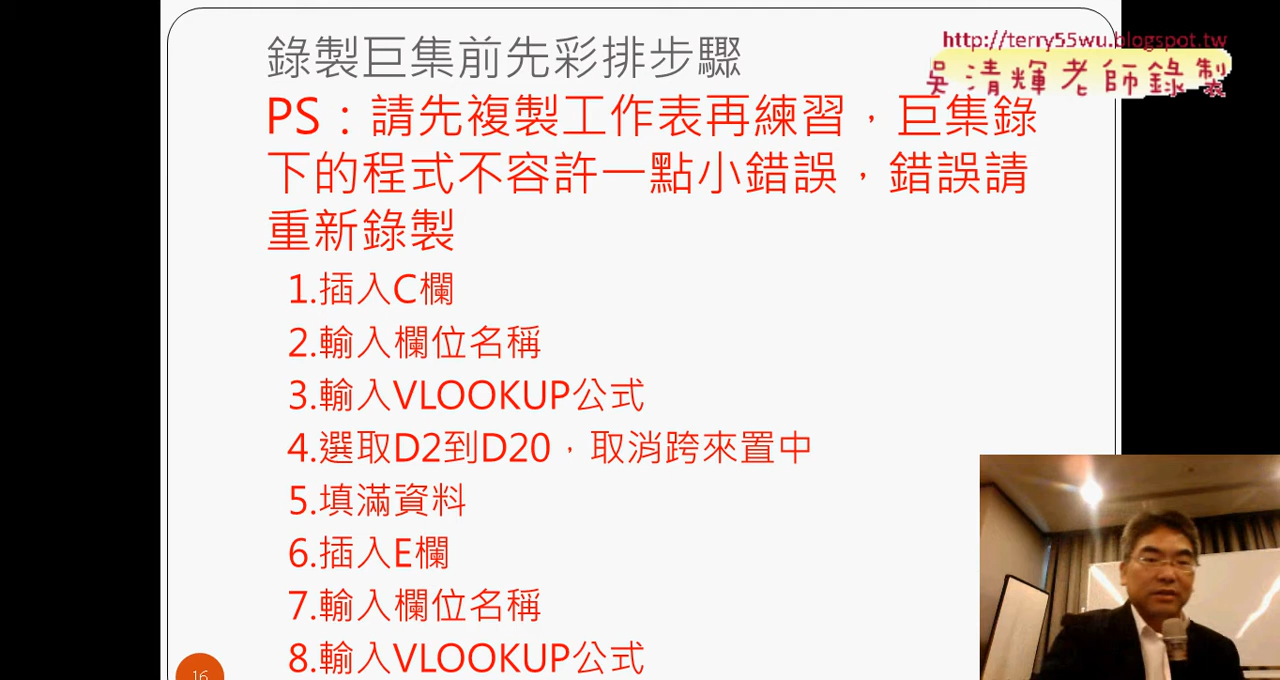 錄製巨集前先彩排步驟
http://terry55wu.blogspot.tw
吳清輝老師錄製
PS：請先複製工作表再練習，巨集錄
下的程式不容許一點小錯誤，錯誤請
重新錄製
1.插入C欄
2.輸入欄位名稱
3.輸入VLOOKUP公式
4.選取D2到D20，取消跨來置中
5.填滿資料
6.插入E欄
7.輸入欄位名稱
8.輸入VLOOKUP公式
16